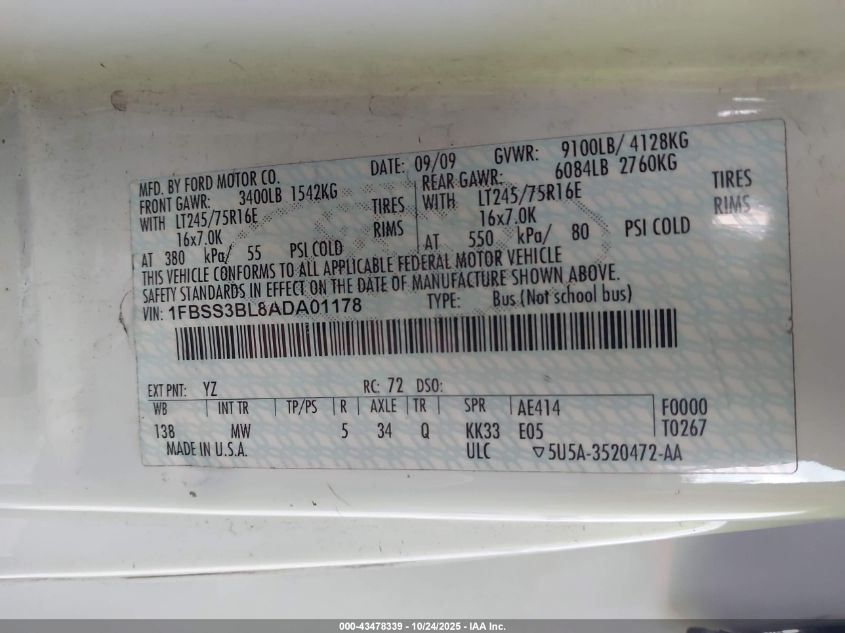 MFD. BY FORD MOTOR CO. DATE: 09/09 GVWR: 9100LB/ 4128KG
FRONT GAWR: 3400LB 1542KG REAR GAWR: 6084LB 2760KG
WITH LT245/75R16E TIRES WITH LT245/75R16E TIRES
16x7.0K RIMS 16x7.0K RIMS
AT 380 kPa/ 55 PSI COLD AT 550 kPa/ 80 PSI COLD
THIS VEHICLE CONFORMS TO ALL APPLICABLE FEDERAL MOTOR VEHICLE
SAFETY STANDARDS IN EFFECT ON THE DATE OF MANUFACTURE SHOWN ABOVE.
VIN: 1FBSS3BL8ADA01178 TYPE: Bus (Not school bus)
EXT PNT: YZ RC: 72 DSO:
WB INT TR TP/PS R AXLE TR SPR AE414 F0000
138 MW 5 34 Q KK33 E05 T0267
MADE IN U.S.A. ULC ▽5U5A-3520472-AA
000-43478339 - 10/24/2025 - IAA Inc.